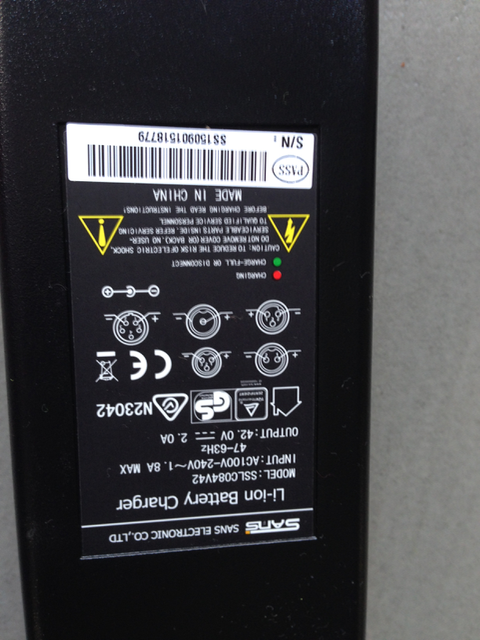 SANS SANS ELECTRONIC CO.,LTD
Li-ion Battery Charger
MODEL:SSLC084V42
INPUT:AC100V-240V~1.8A MAX
47-63Hz
OUTPUT:42.0V 2.0A
GS N23042
CE
CHARGING
CHARGE-FULL OR DISCONNECT
CAUTION: TO REDUCE THE RISK OF ELECTRIC SHOCK,
DO NOT REMOVE COVER (OR BACK). NO USER-
SERVICEABLE PARTS INSIDE. REFER SERVICING
TO QUALIFIED SERVICE PERSONNEL.
BEFORE CHARGING READ THE INSTRUCTIONS!
MADE IN CHINA
PASS
S/N: SS150901518779